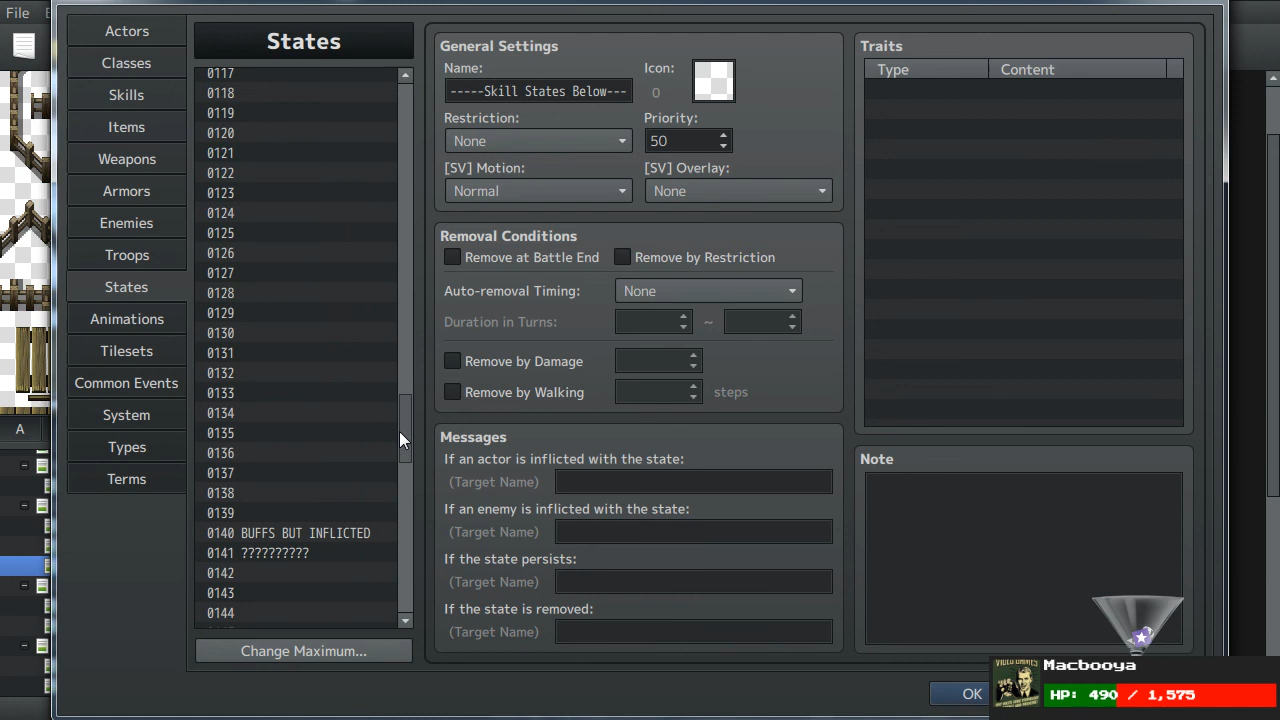 File
Actors
Classes
Skills
Items
Weapons
Armors
Enemies
Troops
States
Animations
Tilesets
Common Events
System
Types
Terms
A
States
0117
0118
0119
0120
0121
0122
0123
0124
0125
0126
0127
0128
0129
0130
0131
0132
0133
0134
0135
0136
0137
0138
0139
0140 BUFFS BUT INFLICTED
0141 ??????????
0142
0143
0144
Change Maximum...
General Settings
Name:
Icon:
-----Skill States Below---
0
Restriction:
Priority:
None
50
[SV] Motion:
[SV] Overlay:
Normal
None
Removal Conditions
Remove at Battle End
Remove by Restriction
Auto-removal Timing:
None
Duration in Turns:
~
Remove by Damage
Remove by Walking
steps
Messages
If an actor is inflicted with the state:
(Target Name)
If an enemy is inflicted with the state:
(Target Name)
If the state persists:
(Target Name)
If the state is removed:
(Target Name)
Traits
Type
Content
Note
OK
VIDEO GAMES
Macbooya
HP: 490 / 1,575